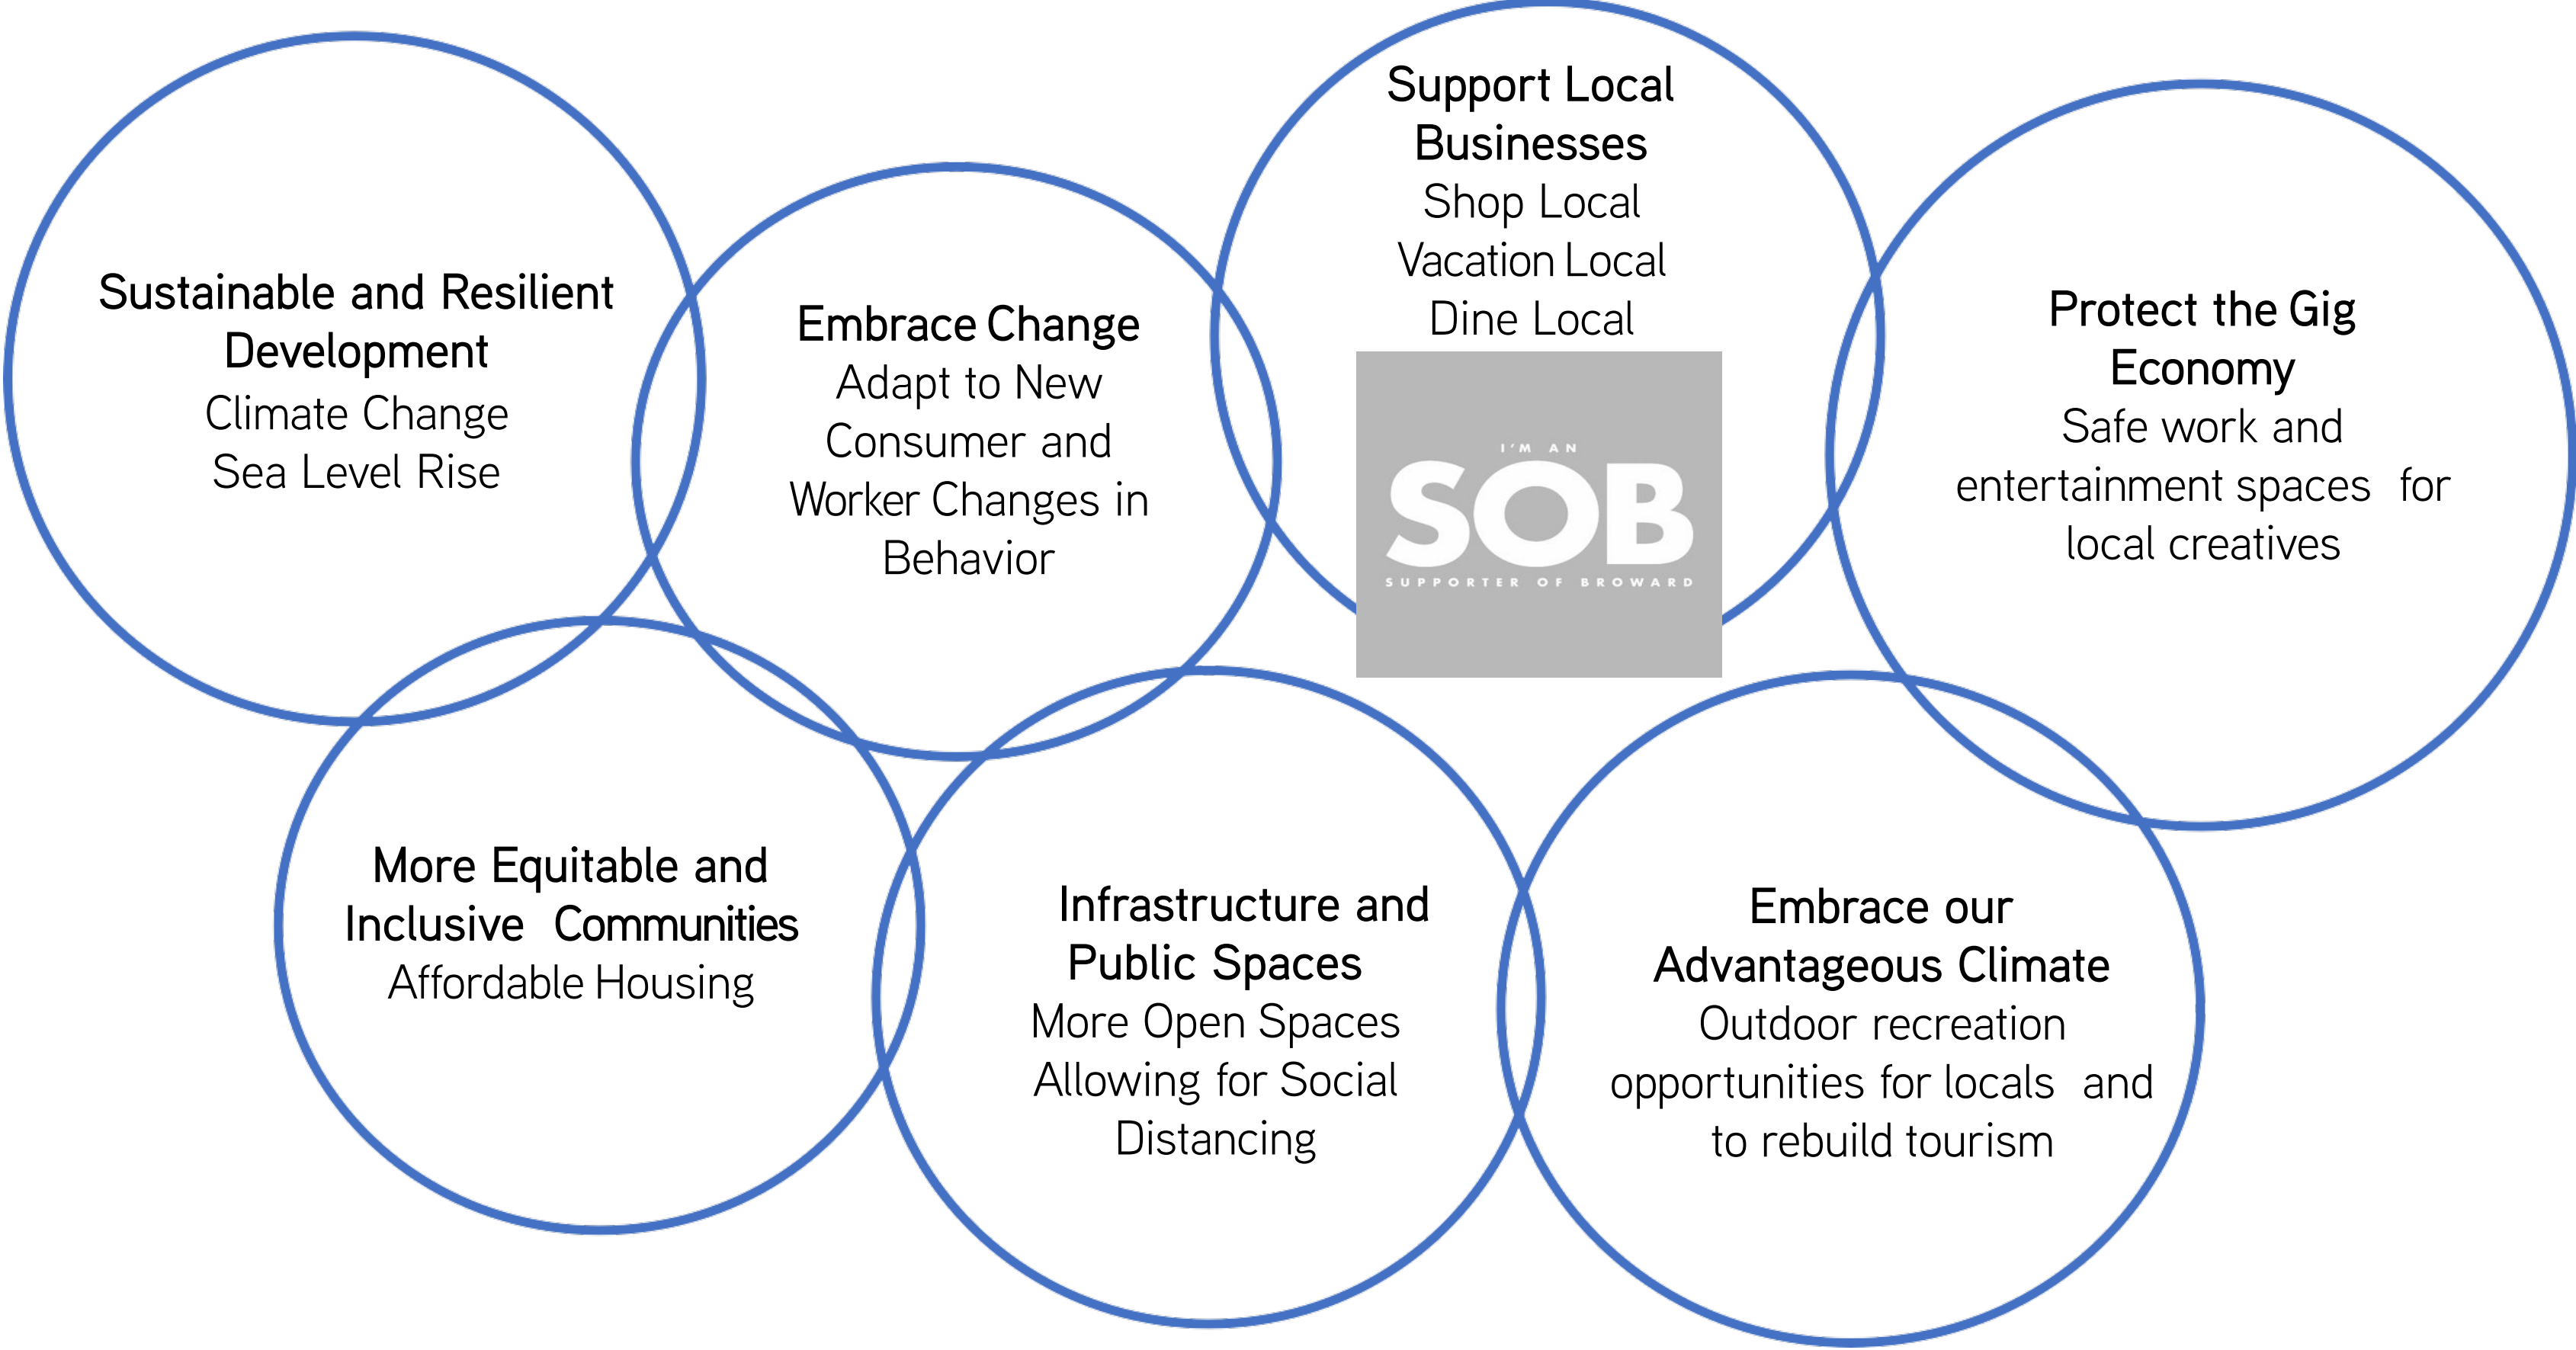 Sustainable and Resilient
Development
Climate Change
Sea Level Rise
Embrace Change
Adapt to New
Consumer and
Worker Changes in
Behavior
Support Local
Businesses
Shop Local
Vacation Local
Dine Local
I'M AN
SOB
SUPPORTER OF BROWARD
Protect the Gig
Economy
Safe work and
entertainment spaces for
local creatives
More Equitable and
Inclusive Communities
Affordable Housing
Infrastructure and
Public Spaces
More Open Spaces
Allowing for Social
Distancing
Embrace our
Advantageous Climate
Outdoor recreation
opportunities for locals and
to rebuild tourism